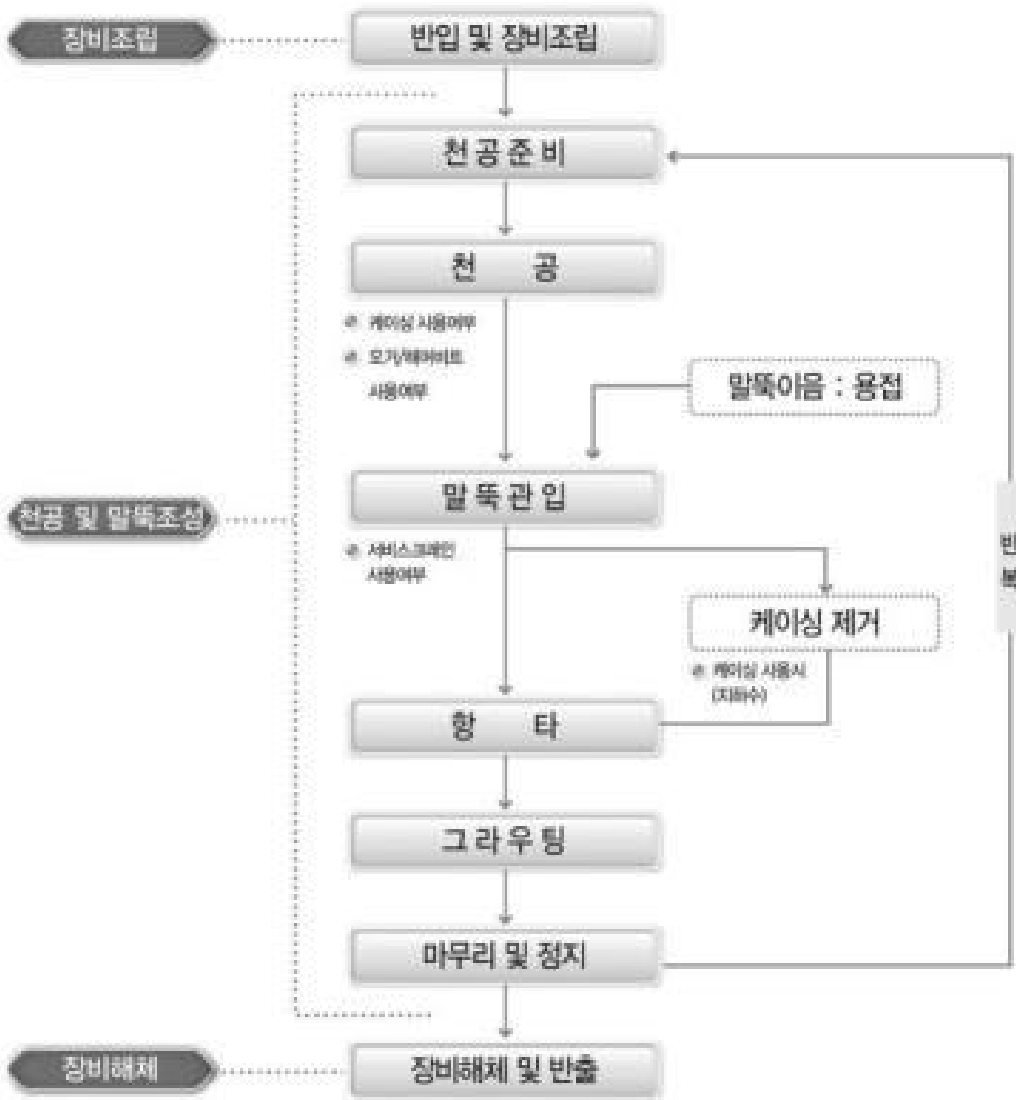 장비조립
반입 및 장비조립
천공준비
천 공
케이싱 사용여부
오가/해머비트
사용여부
말뚝이음 : 용접
천공 및 말뚝조성
말뚝관입
서비스크레인
사용여부
반
복
케이싱 제거
케이싱 사용시
(지하수)
항 타
그라우팅
마무리 및 정지
장비해체
장비해체 및 반출